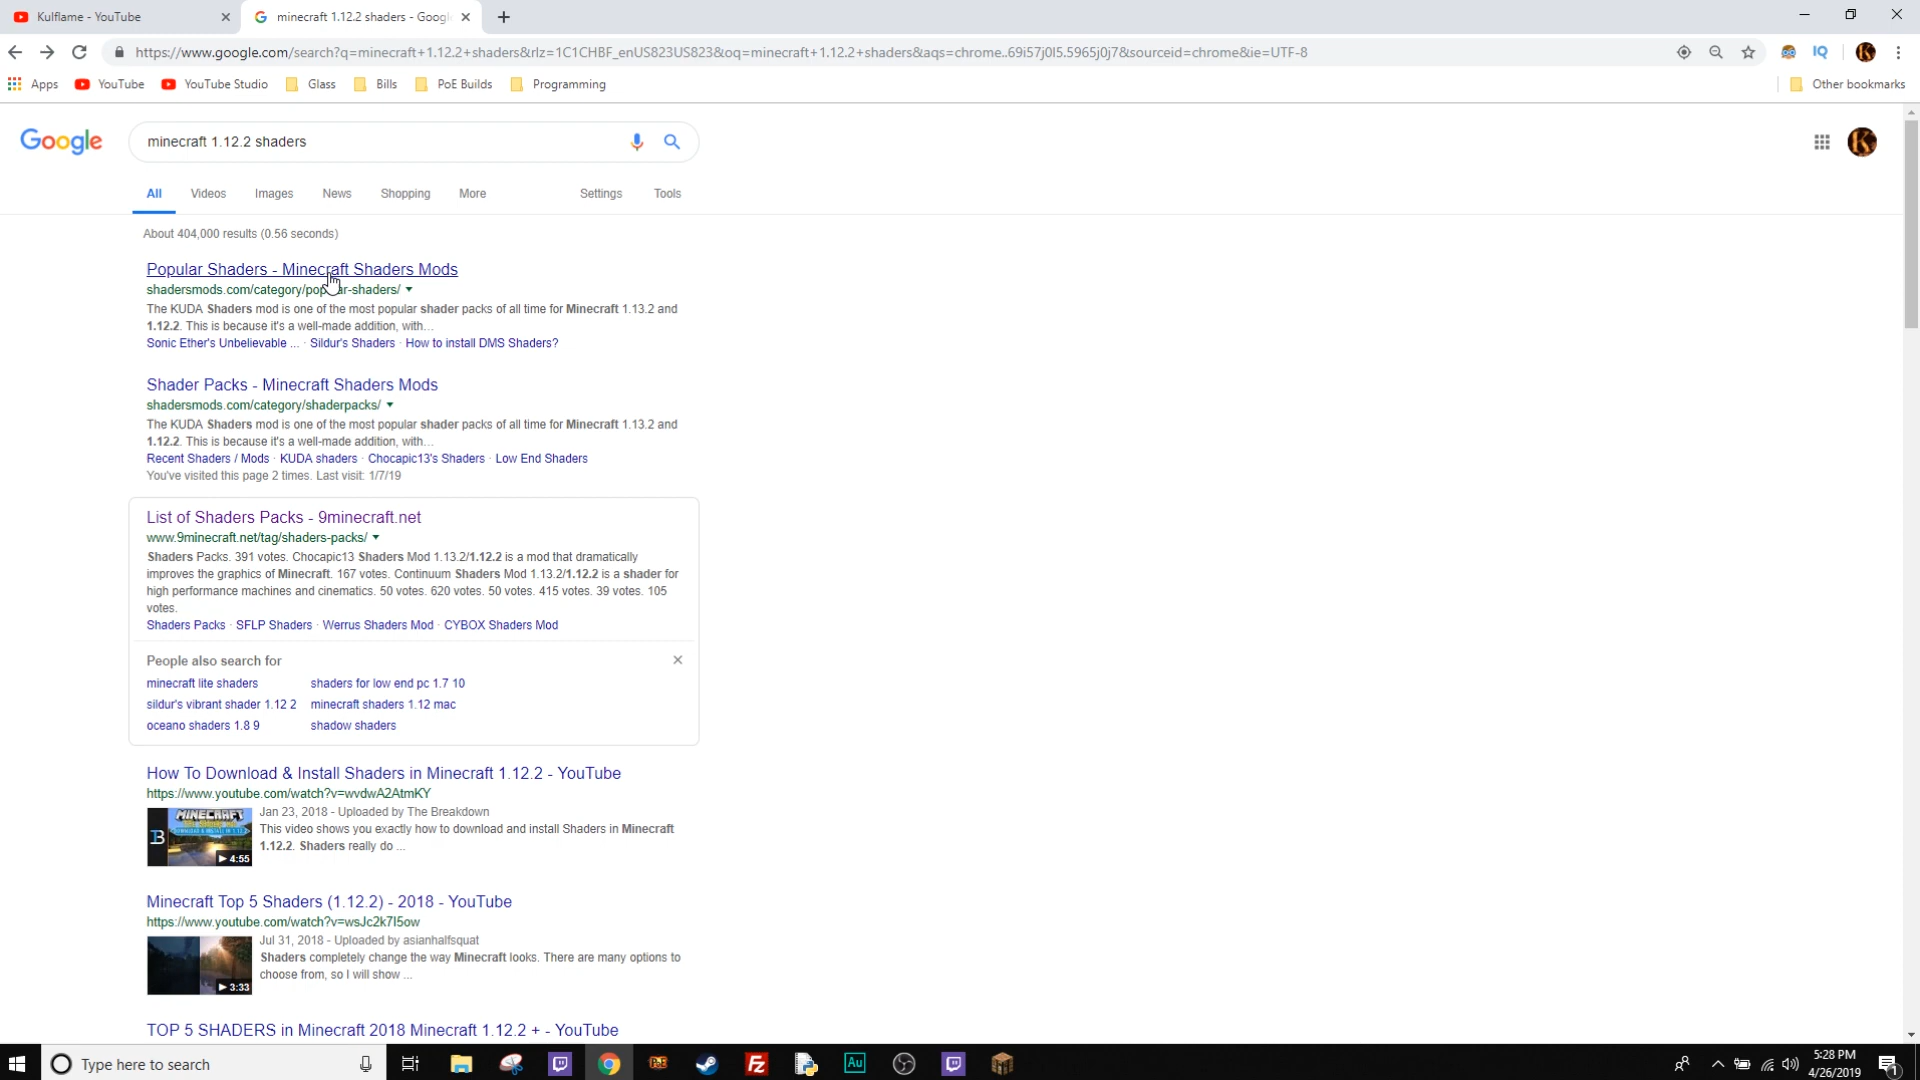 Kulflame - YouTube
minecraft 1.12.2 shaders - Googl
https://www.google.com/search?q=minecraft+1.12.2+shaders&rlz=1C1CHBF_enUS823US823&oq=minecraft+1.12.2+shaders&aqs=chrome..69i57j0l5.5965j0j7&sourceid=chrome&ie=UTF-8
IQ
Apps YouTube YouTube Studio Glass Bills PoE Builds Programming Other bookmarks
Google
minecraft 1.12.2 shaders
K
All Videos Images News Shopping More Settings Tools
About 404,000 results (0.56 seconds)
Popular Shaders - Minecraft Shaders Mods
shadersmods.com/category/popular-shaders/
The KUDA Shaders mod is one of the most popular shader packs of all time for Minecraft 1.13.2 and
1.12.2. This is because it's a well-made addition, with...
Sonic Ether's Unbelievable ... · Sildur's Shaders · How to install DMS Shaders?
Shader Packs - Minecraft Shaders Mods
shadersmods.com/category/shaderpacks/
The KUDA Shaders mod is one of the most popular shader packs of all time for Minecraft 1.13.2 and
1.12.2. This is because it's a well-made addition, with...
Recent Shaders / Mods · KUDA shaders · Chocapic13's Shaders · Low End Shaders
You've visited this page 2 times. Last visit: 1/7/19
List of Shaders Packs - 9minecraft.net
www.9minecraft.net/tag/shaders-packs/
Shaders Packs. 391 votes. Chocapic13 Shaders Mod 1.13.2/1.12.2 is a mod that dramatically
improves the graphics of Minecraft. 167 votes. Continuum Shaders Mod 1.13.2/1.12.2 is a shader for
high performance machines and cinematics. 50 votes. 620 votes. 50 votes. 415 votes. 39 votes. 105
votes.
Shaders Packs · SFLP Shaders · Werrus Shaders Mod · CYBOX Shaders Mod
People also search for
minecraft lite shaders shaders for low end pc 1.7 10
sildur's vibrant shader 1.12 2 minecraft shaders 1.12 mac
oceano shaders 1.8 9 shadow shaders
How To Download & Install Shaders in Minecraft 1.12.2 - YouTube
https://www.youtube.com/watch?v=wvdwA2AtmKY
Jan 23, 2018 - Uploaded by The Breakdown
This video shows you exactly how to download and install Shaders in Minecraft
1.12.2. Shaders really do ...
MINECRAFT
4:55
Minecraft Top 5 Shaders (1.12.2) - 2018 - YouTube
https://www.youtube.com/watch?v=wsJc2k7I5ow
Jul 31, 2018 - Uploaded by asianhalfsquat
Shaders completely change the way Minecraft looks. There are many options to
choose from, so I will show ...
3:33
TOP 5 SHADERS in Minecraft 2018 Minecraft 1.12.2 + - YouTube
Type here to search
PoE
Fz
Au
5:28 PM
4/26/2019
1